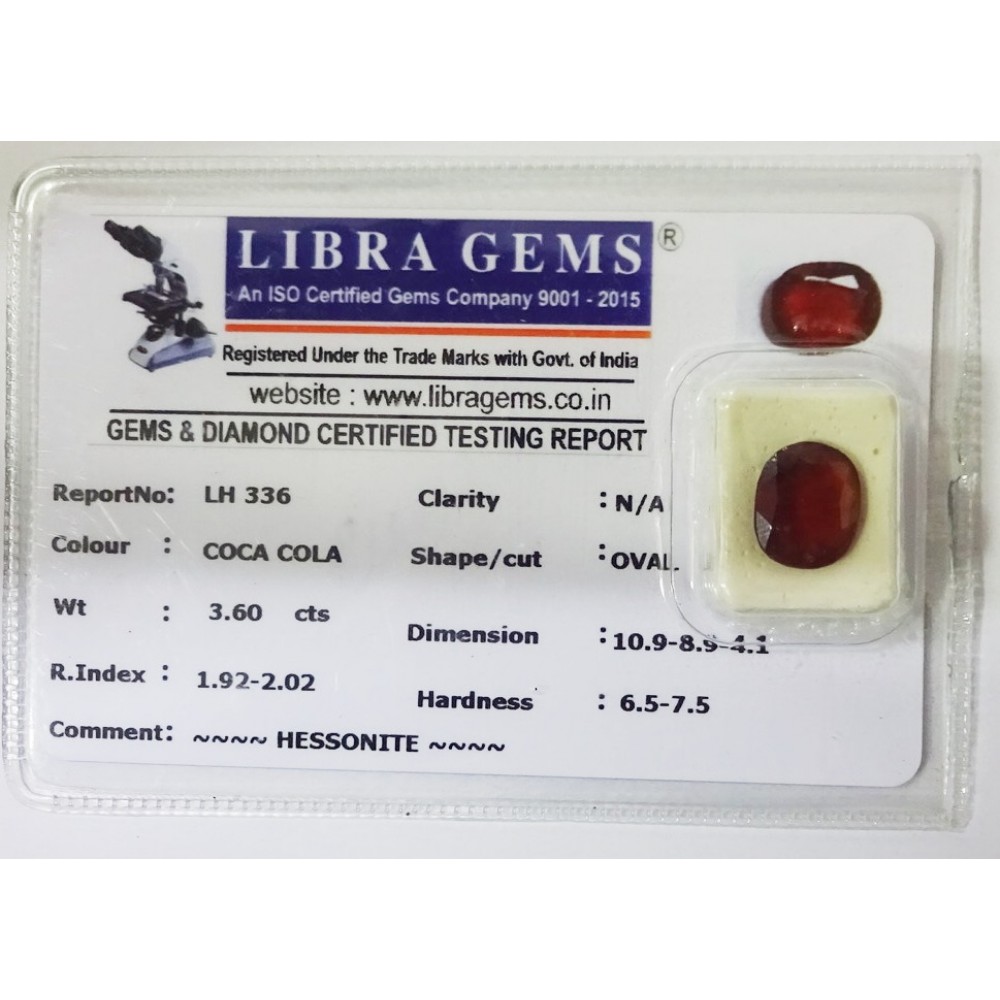 LIBRA GEMS ®
An ISO Certified Gems Company 9001 - 2015
Registered Under the Trade Marks with Govt. of India
website : www.libragems.co.in
GEMS & DIAMOND CERTIFIED TESTING REPORT
ReportNo: LH 336
Colour : COCA COLA
Wt : 3.60 cts
R.Index : 1.92-2.02
Comment: ~~~~ HESSONITE ~~~~
Clarity : N/A
Shape/cut : OVAL
Dimension : 10.9-8.9-4.1
Hardness : 6.5-7.5